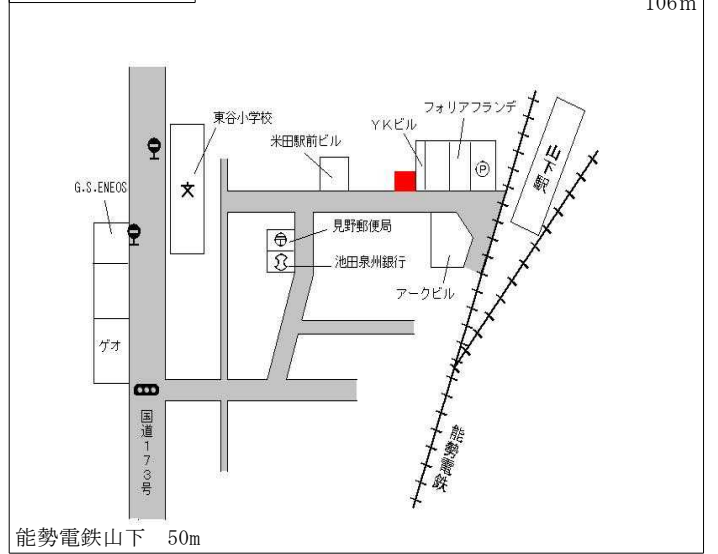 106m
フォリアフランデ
東谷小学校
YKビル
米田駅前ビル
山下駅
文
P
G.S.ENEOS
見野郵便局
池田泉州銀行
アークビル
ゲオ
国道173号
能勢電鉄
能勢電鉄山下 50m